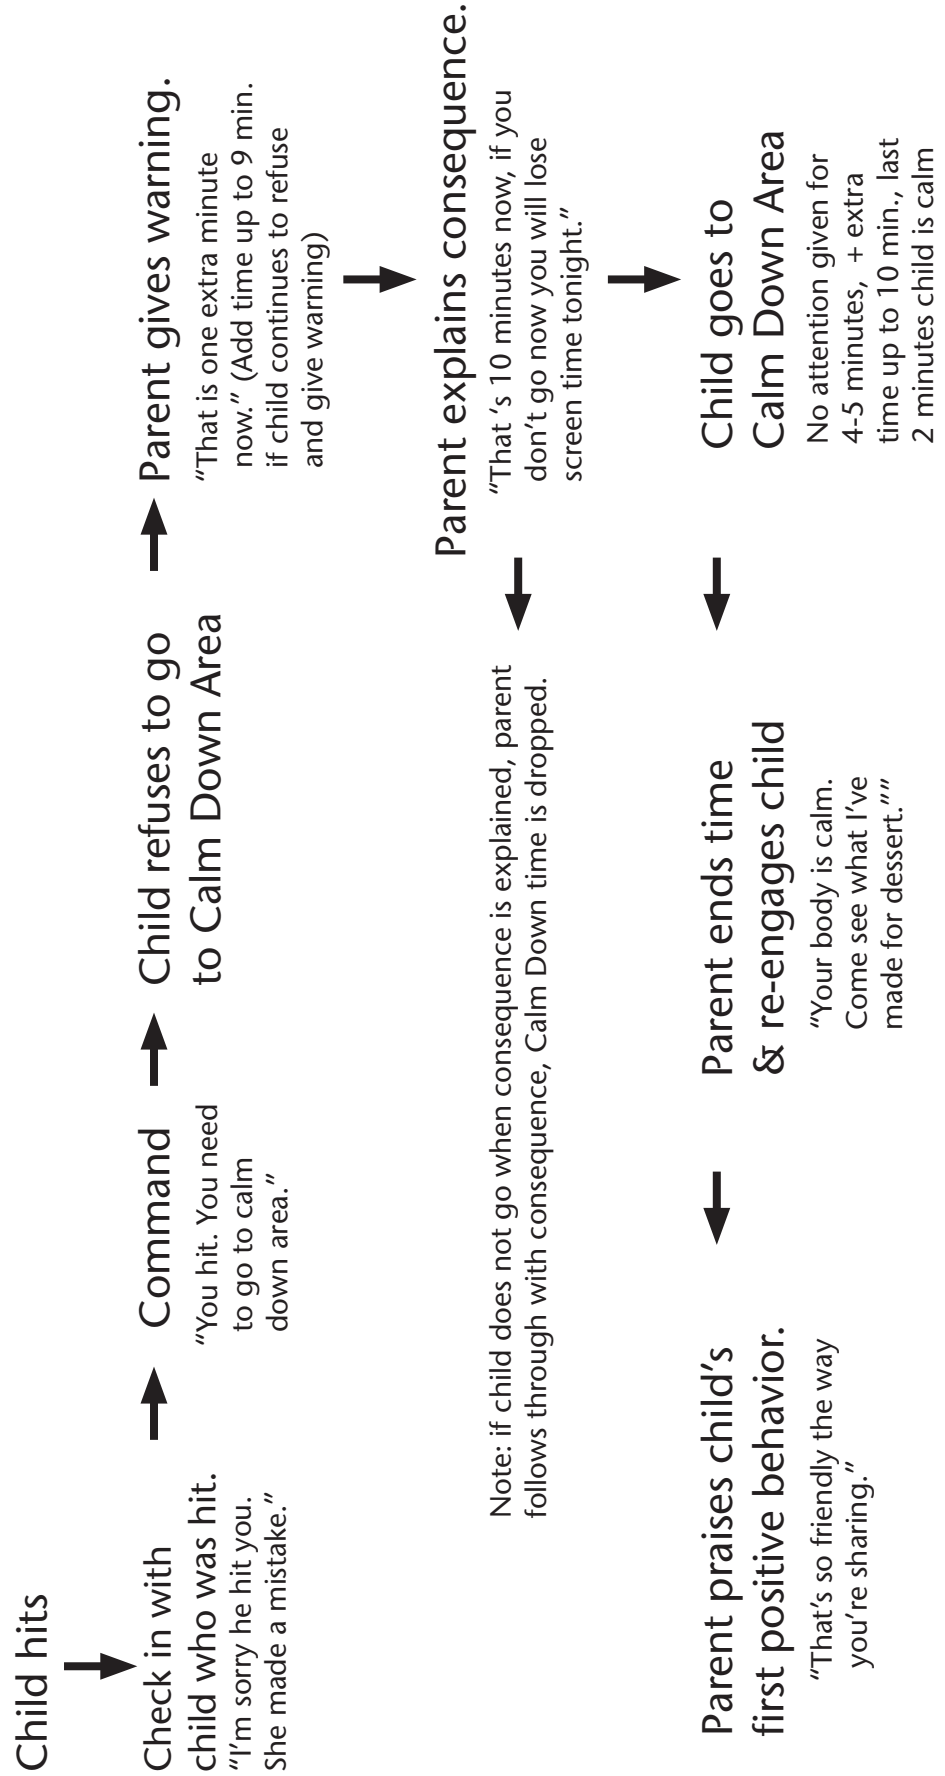 Child hits
Check in with
child who was hit.
“I’m sorry he hit you.
She made a mistake.”
Command
“You hit. You need
to go to calm
down area.”
Child refuses to go
to Calm Down Area
Parent gives warning.
“That is one extra minute
now.” (Add time up to 9 min.
if child continues to refuse
and give warning)
Parent explains consequence.
“That ‘s 10 minutes now, if you
don’t go now you will lose
screen time tonight.”
Note: if child does not go when consequence is explained, parent
follows through with consequence, Calm Down time is dropped.
Child goes to
Calm Down Area
No attention given for
4-5 minutes, + extra
time up to 10 min., last
2 minutes child is calm
Parent ends time
& re-engages child
“Your body is calm.
Come see what I’ve
made for dessert.””
Parent praises child’s
first positive behavior.
“That’s so friendly the way
you’re sharing.”